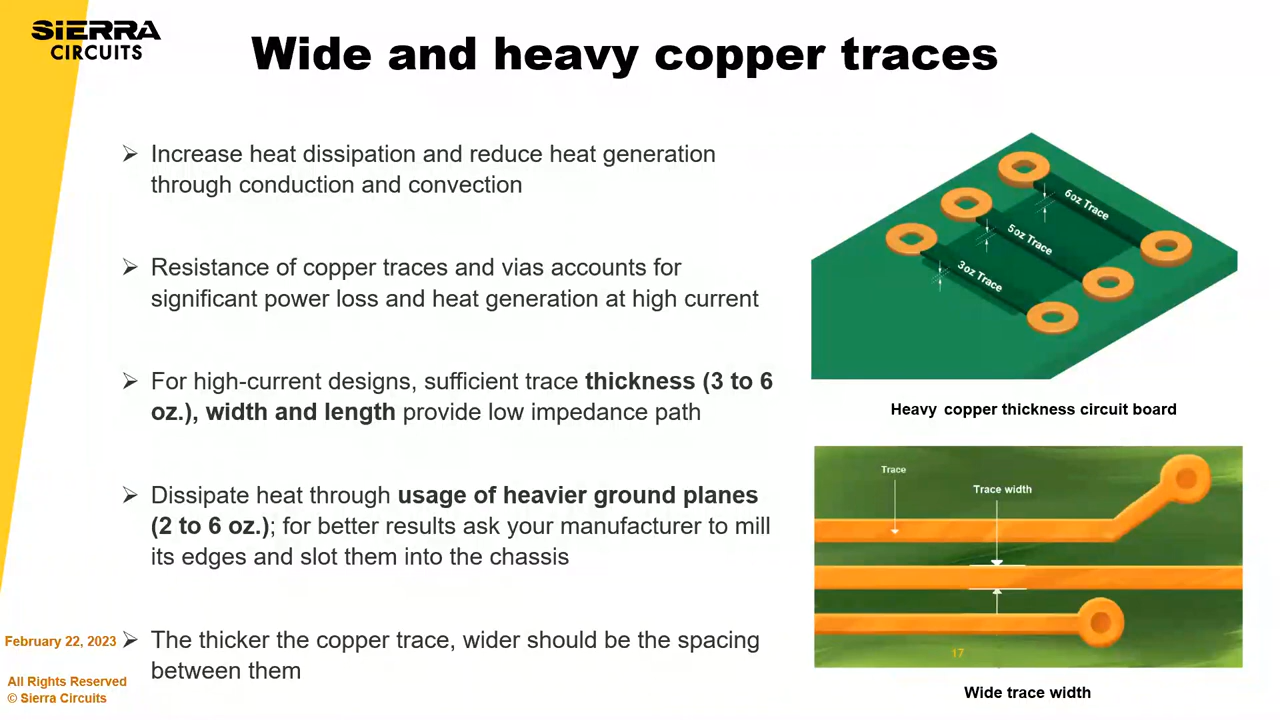 SIERRA
CIRCUITS
Wide and heavy copper traces
➢ Increase heat dissipation and reduce heat generation
through conduction and convection
➢ Resistance of copper traces and vias accounts for
significant power loss and heat generation at high current
➢ For high-current designs, sufficient trace thickness (3 to 6
oz.), width and length provide low impedance path
➢ Dissipate heat through usage of heavier ground planes
(2 to 6 oz.); for better results ask your manufacturer to mill
its edges and slot them into the chassis
➢ The thicker the copper trace, wider should be the spacing
between them
6oz Trace
5oz Trace
3oz Trace
Heavy copper thickness circuit board
Trace
Trace width
17
Wide trace width
February 22, 2023
All Rights Reserved
© Sierra Circuits